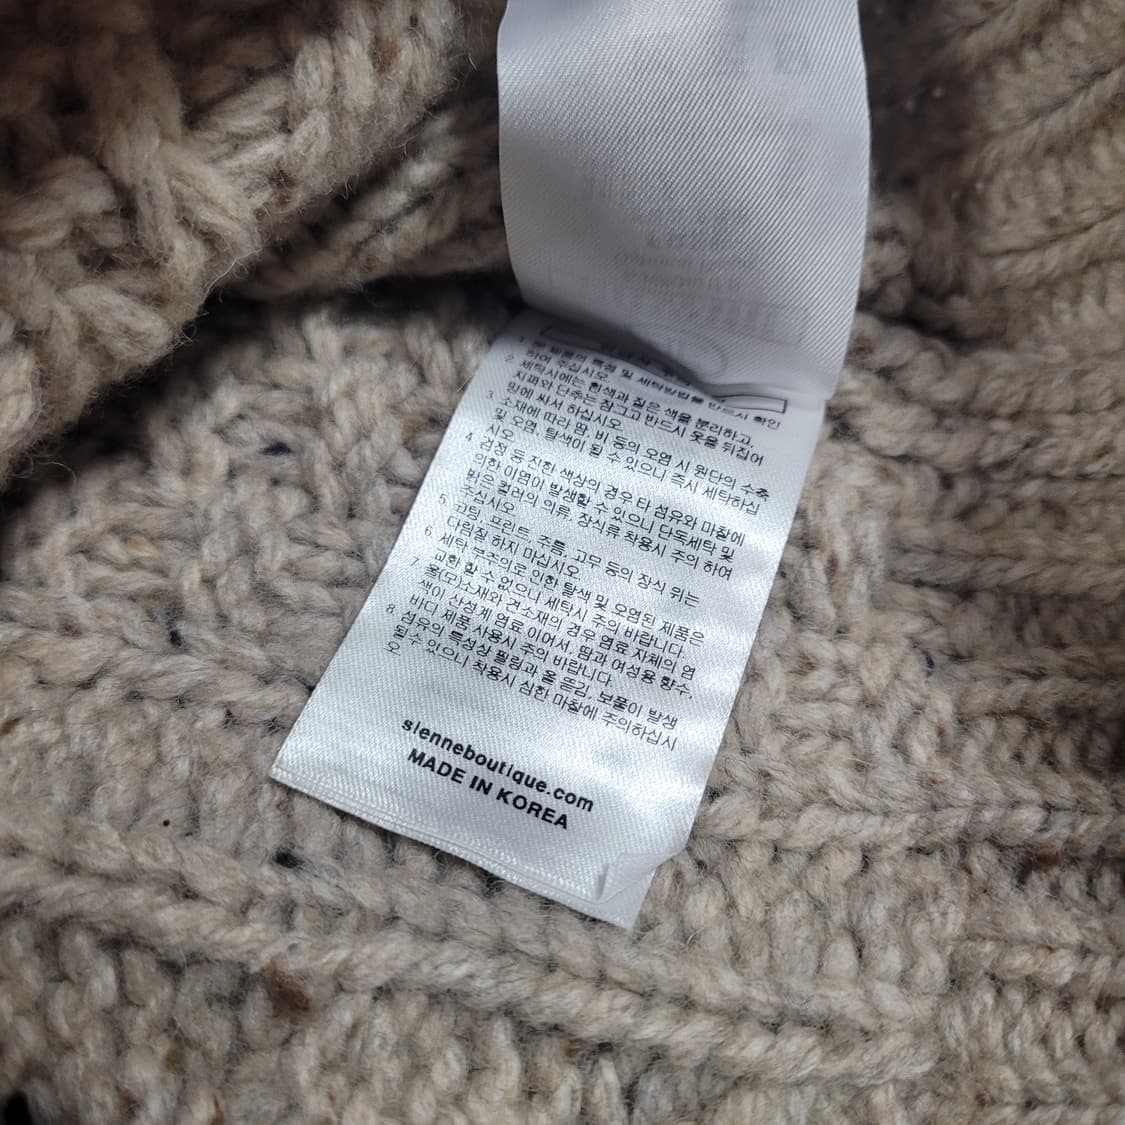 1. 본 제품의 특성 및 세탁방법을 반드시 확인
하여 주십시오.
2. 세탁시에는 흰색과 짙은 색을 분리하고,
지퍼와 단추는 잠그고 반드시 옷을 뒤집어
망에 싸서 하십시오
3. 소재에 따라 땀, 비 등의 오염 시 원단의 수축
및 오염, 탈색이 될 수 있으니 즉시 세탁하십
시오
4. 검정 등 진한 색상의 경우 타 섬유와 마찰에
의한 이염이 발생할 수 있으니 단독세탁 및
밝은 컬러의 의류, 장식류 착용시 주의 하여
주십시오
5. 코팅, 프린트, 주름, 고무 등의 장식 위는
다림질 하지 마십시오
6. 세탁 부주의로 인한 탈색 및 오염된 제품은
교환 할 수 없으니 세탁시 주의 바랍니다.
7. 울(모)소재와 견소재의 경우 염료 자체의 염
색이 산성계 염료 이어서, 땀과 여성용 향수,
바디 제품 사용시 주의 바랍니다.
8. 섬유의 특성상 필링과 올 뜯김, 보풀이 발생
될 수 있으니 착용시 심한 마찰에 주의하십시
오
sienneboutique.com
MADE IN KOREA